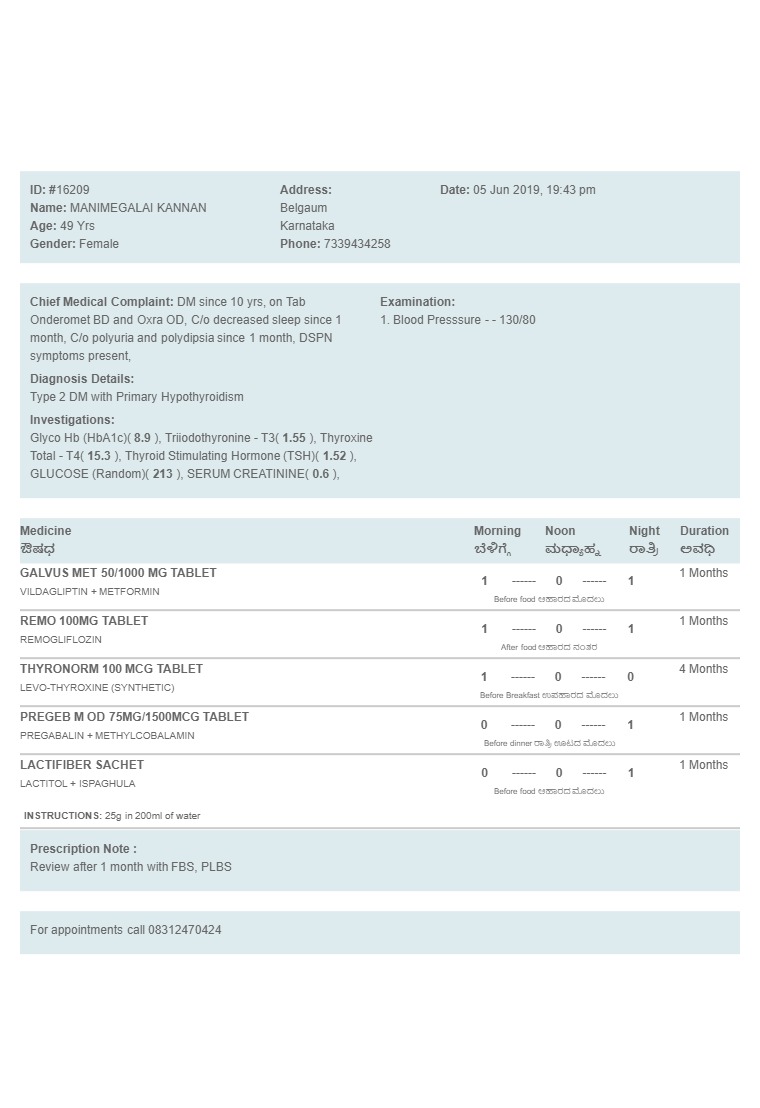 ID: #16209
Name: MANIMEGALAI KANNAN
Age: 49 Yrs
Gender: Female
Address:
Belgaum
Karnataka
Phone: 7339434258
Date: 05 Jun 2019, 19:43 pm
Chief Medical Complaint: DM since 10 yrs, on Tab
Onderomet BD and Oxra OD, C/o decreased sleep since 1
month, C/o polyuria and polydipsia since 1 month, DSPN
symptoms present,
Diagnosis Details:
Type 2 DM with Primary Hypothyroidism
Investigations:
Glyco Hb (HbA1c)( 8.9 ), Triiodothyronine - T3( 1.55 ), Thyroxine
Total - T4( 15.3 ), Thyroid Stimulating Hormone (TSH)( 1.52 ),
GLUCOSE (Random)( 213 ), SERUM CREATININE( 0.6 ),
Examination:
1. Blood Presssure - - 130/80
Medicine Morning Noon Night Duration
ಔಷಧ ಬೆಳಿಗ್ಗೆ ಮಧ್ಯಾಹ್ನ ರಾತ್ರಿ ಅವಧಿ
GALVUS MET 50/1000 MG TABLET 1 ------ 0 ------ 1 1 Months
VILDAGLIPTIN + METFORMIN Before food ಆಹಾರದ ಮೊದಲು
REMO 100MG TABLET 1 ------ 0 ------ 1 1 Months
REMOGLIFLOZIN After food ಆಹಾರದ ನಂತರ
THYRONORM 100 MCG TABLET 1 ------ 0 ------ 0 4 Months
LEVO-THYROXINE (SYNTHETIC) Before Breakfast ಉಪಹಾರದ ಮೊದಲು
PREGEB M OD 75MG/1500MCG TABLET 0 ------ 0 ------ 1 1 Months
PREGABALIN + METHYLCOBALAMIN Before dinner ರಾತ್ರಿ ಊಟದ ಮೊದಲು
LACTIFIBER SACHET 0 ------ 0 ------ 1 1 Months
LACTITOL + ISPAGHULA Before food ಆಹಾರದ ಮೊದಲು
INSTRUCTIONS: 25g in 200ml of water
Prescription Note :
Review after 1 month with FBS, PLBS
For appointments call 08312470424